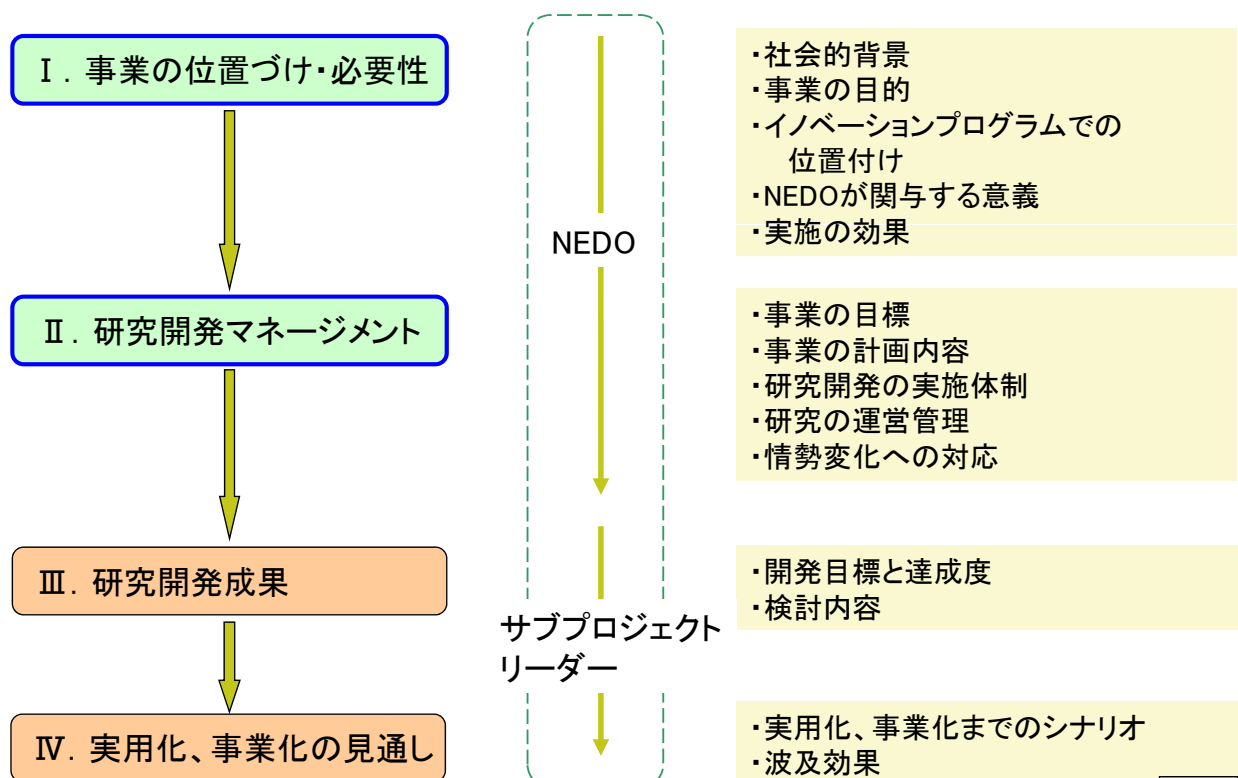 Ⅰ．事業の位置づけ・必要性
・社会的背景
・事業の目的
・イノベーションプログラムでの
位置付け
・NEDOが関与する意義
・実施の効果
NEDO
Ⅱ．研究開発マネージメント
・事業の目標
・事業の計画内容
・研究開発の実施体制
・研究の運営管理
・情勢変化への対応
Ⅲ．研究開発成果
・開発目標と達成度
・検討内容
サブプロジェクト
リーダー
Ⅳ．実用化、事業化の見通し
・実用化、事業化までのシナリオ
・波及効果